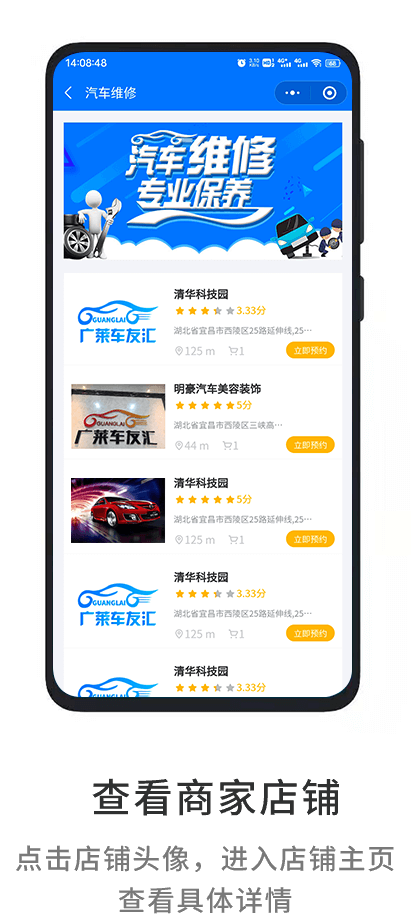 14:08:48
汽车维修
汽车维修
专业保养
GUANGLAI
广莱车友汇
清华科技园
3.33分
湖北省宜昌市西陵区25路延伸线,25…
125 m
1
立即预约
GUANGLAI
广莱车友汇
明豪汽车美容装饰
5分
湖北省宜昌市西陵区三峡高…
44 m
1
立即预约
清华科技园
5分
湖北省宜昌市西陵区25路延伸线,25…
125 m
1
立即预约
GUANGLAI
广莱车友汇
清华科技园
3.33分
湖北省宜昌市西陵区25路延伸线,25…
125 m
1
立即预约
清华科技园
3.33分
查看商家店铺
点击店铺头像，进入店铺主页
查看具体详情